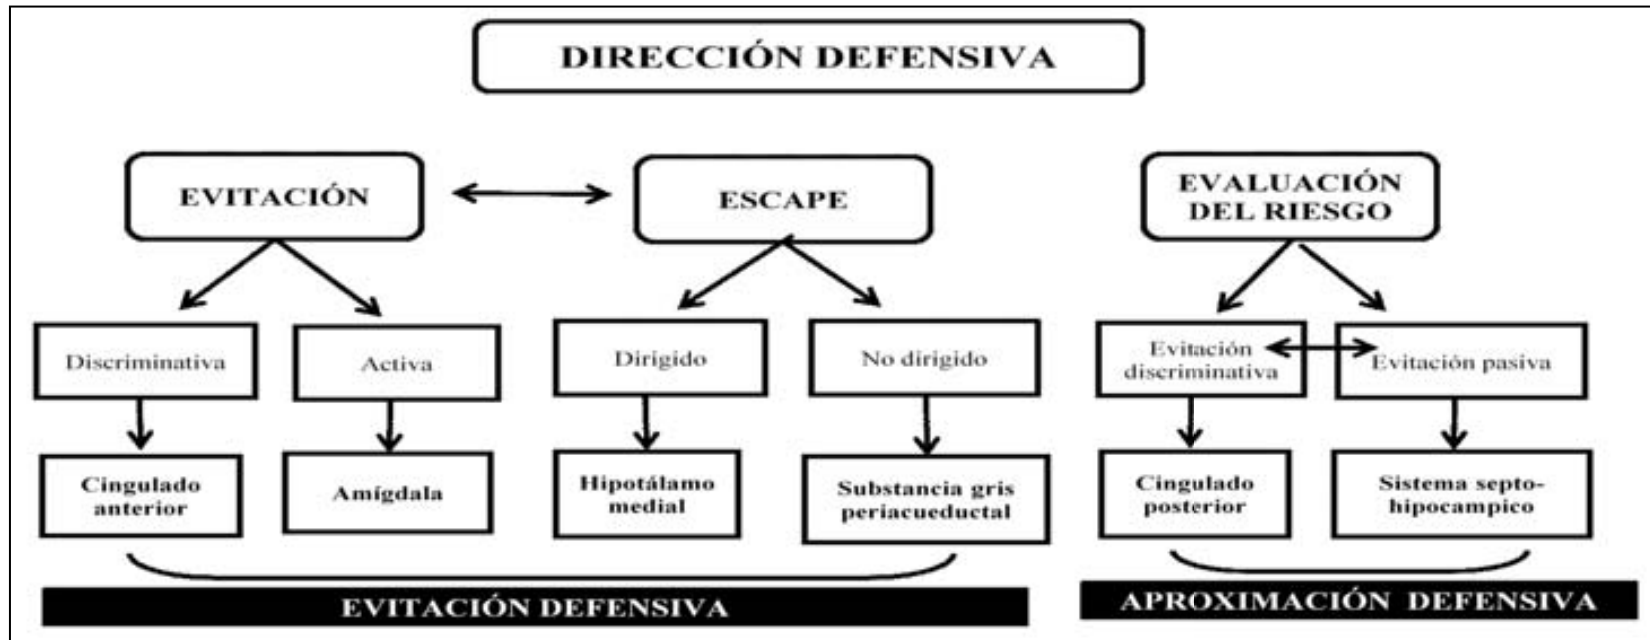 DIRECCIÓN DEFENSIVA
EVITACIÓN
ESCAPE
EVALUACIÓN
DEL RIESGO
Discriminativa
Activa
Dirigido
No dirigido
Evitación
discriminativa
Evitación pasiva
Cingulado
anterior
Amígdala
Hipotálamo
medial
Substancia gris
periacueductal
Cingulado
posterior
Sistema septo-
hipocampico
EVITACIÓN DEFENSIVA
APROXIMACIÓN DEFENSIVA